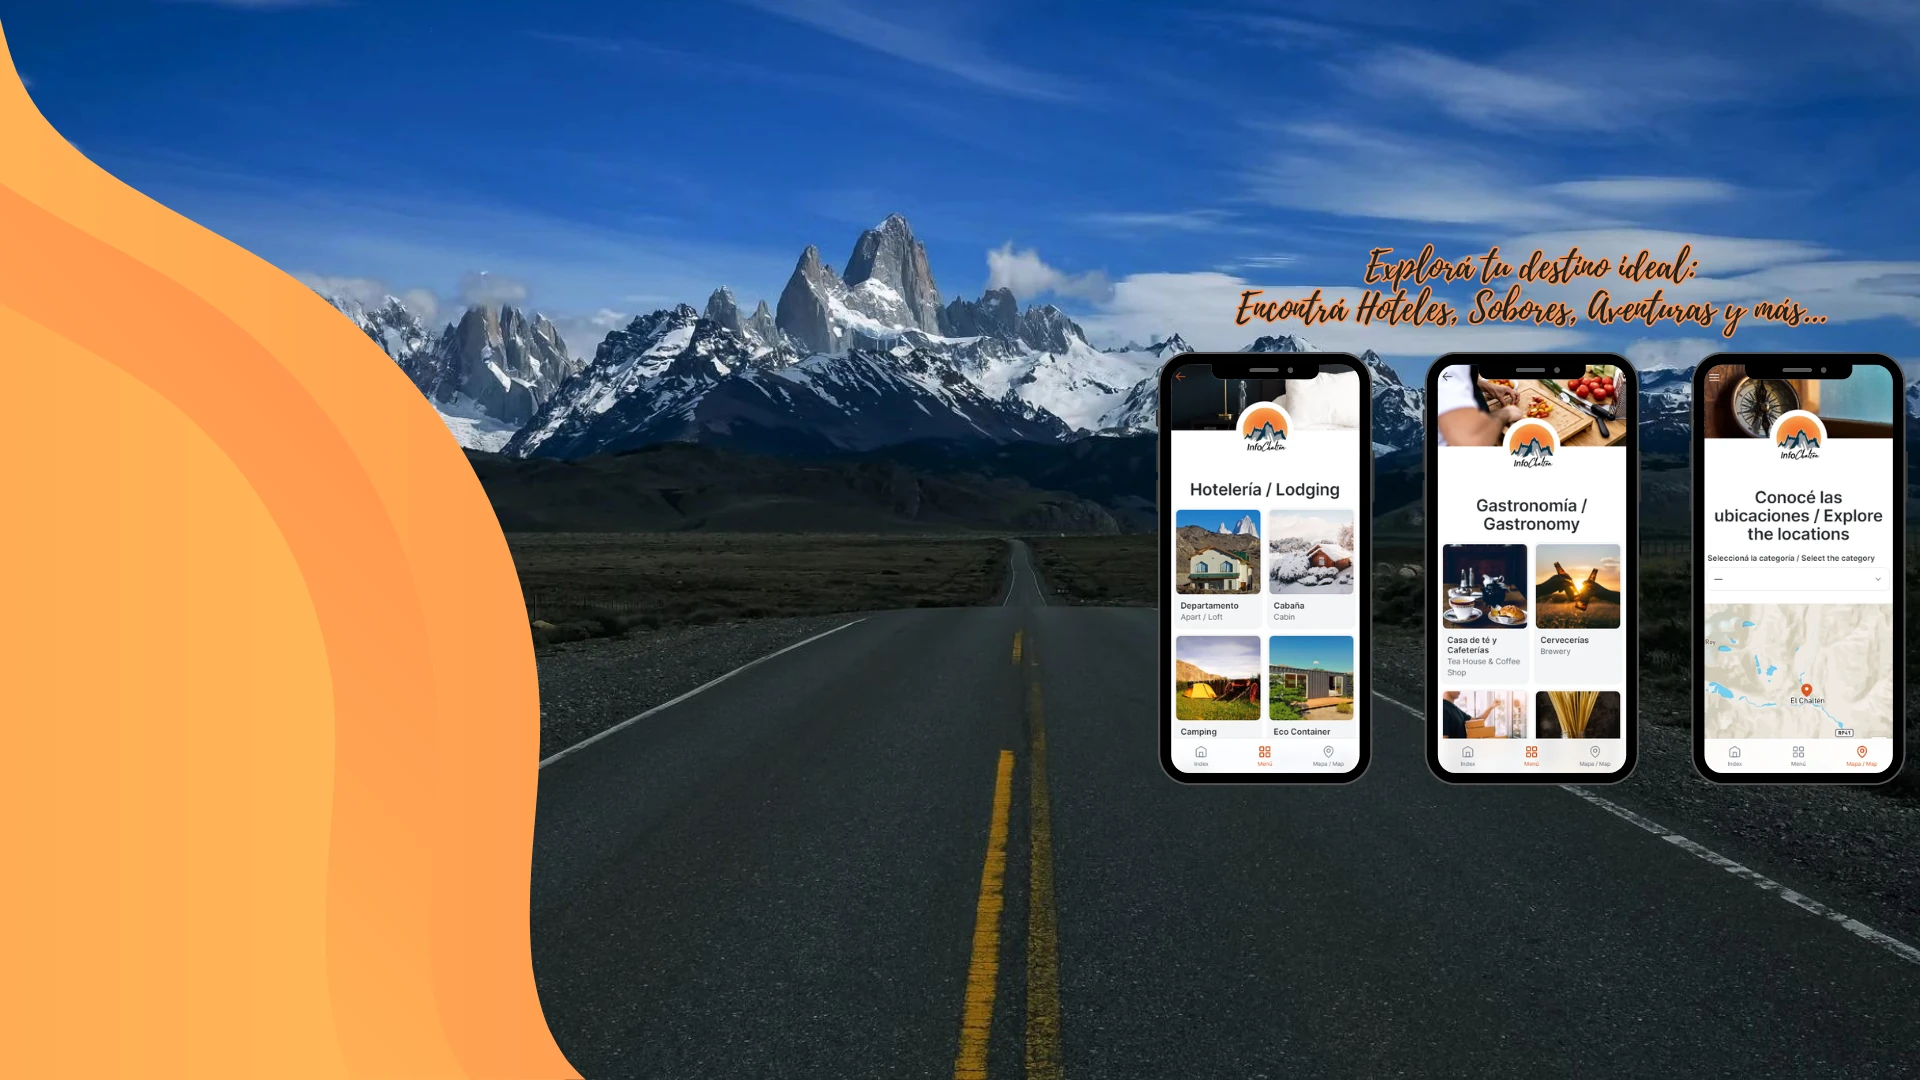 Explorá tu destino ideal:
Encontrá Hoteles, Sobores, Aventuras y más...
InfoChaltén
Hotelería / Lodging
Departamento
Apart / Loft
Cabaña
Cabin
Camping
Eco Container
Index
Menú
Mapa / Map
InfoChaltén
Gastronomía /
Gastronomy
Casa de té y
Cafeterías
Tea House & Coffee
Shop
Cervecerías
Brewery
Index
Menú
Mapa / Map
InfoChaltén
Conocé las
ubicaciones / Explore
the locations
Seleccioná la categoría / Select the category
—
El Chaltén
RP41
Index
Menú
Mapa / Map